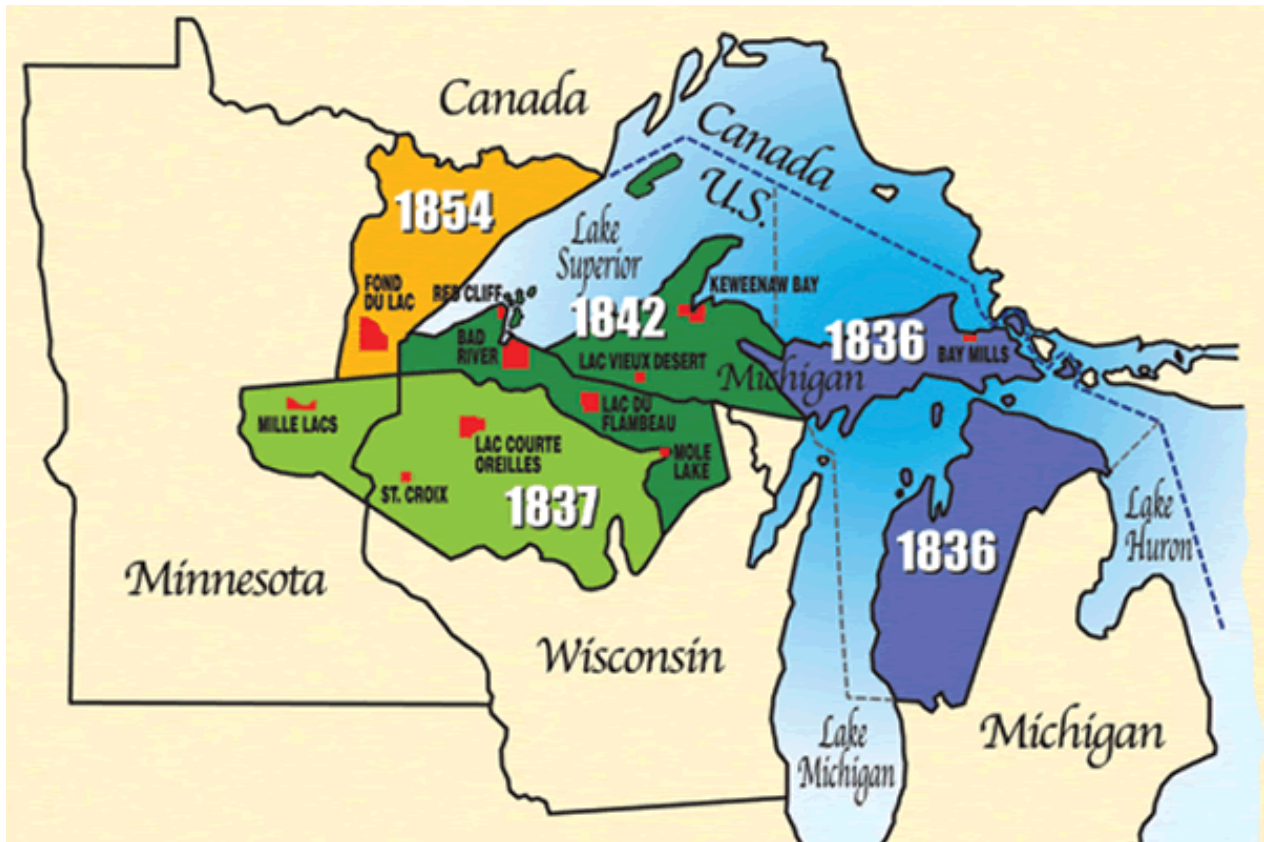 Canada
Canada
U.S.
1854
Lake
Superior
FOND
DU LAC
RED CLIFF
KEWEENAW BAY
1842
BAD
RIVER
LAC VIEUX DESERT
Michigan
1836
BAY MILLS
MILLE LACS
LAC DU
FLAMBEAU
LAC COURTE
OREILLES
MOLE
LAKE
ST. CROIX
1837
1836
Lake
Huron
Minnesota
Wisconsin
Lake
Michigan
Michigan